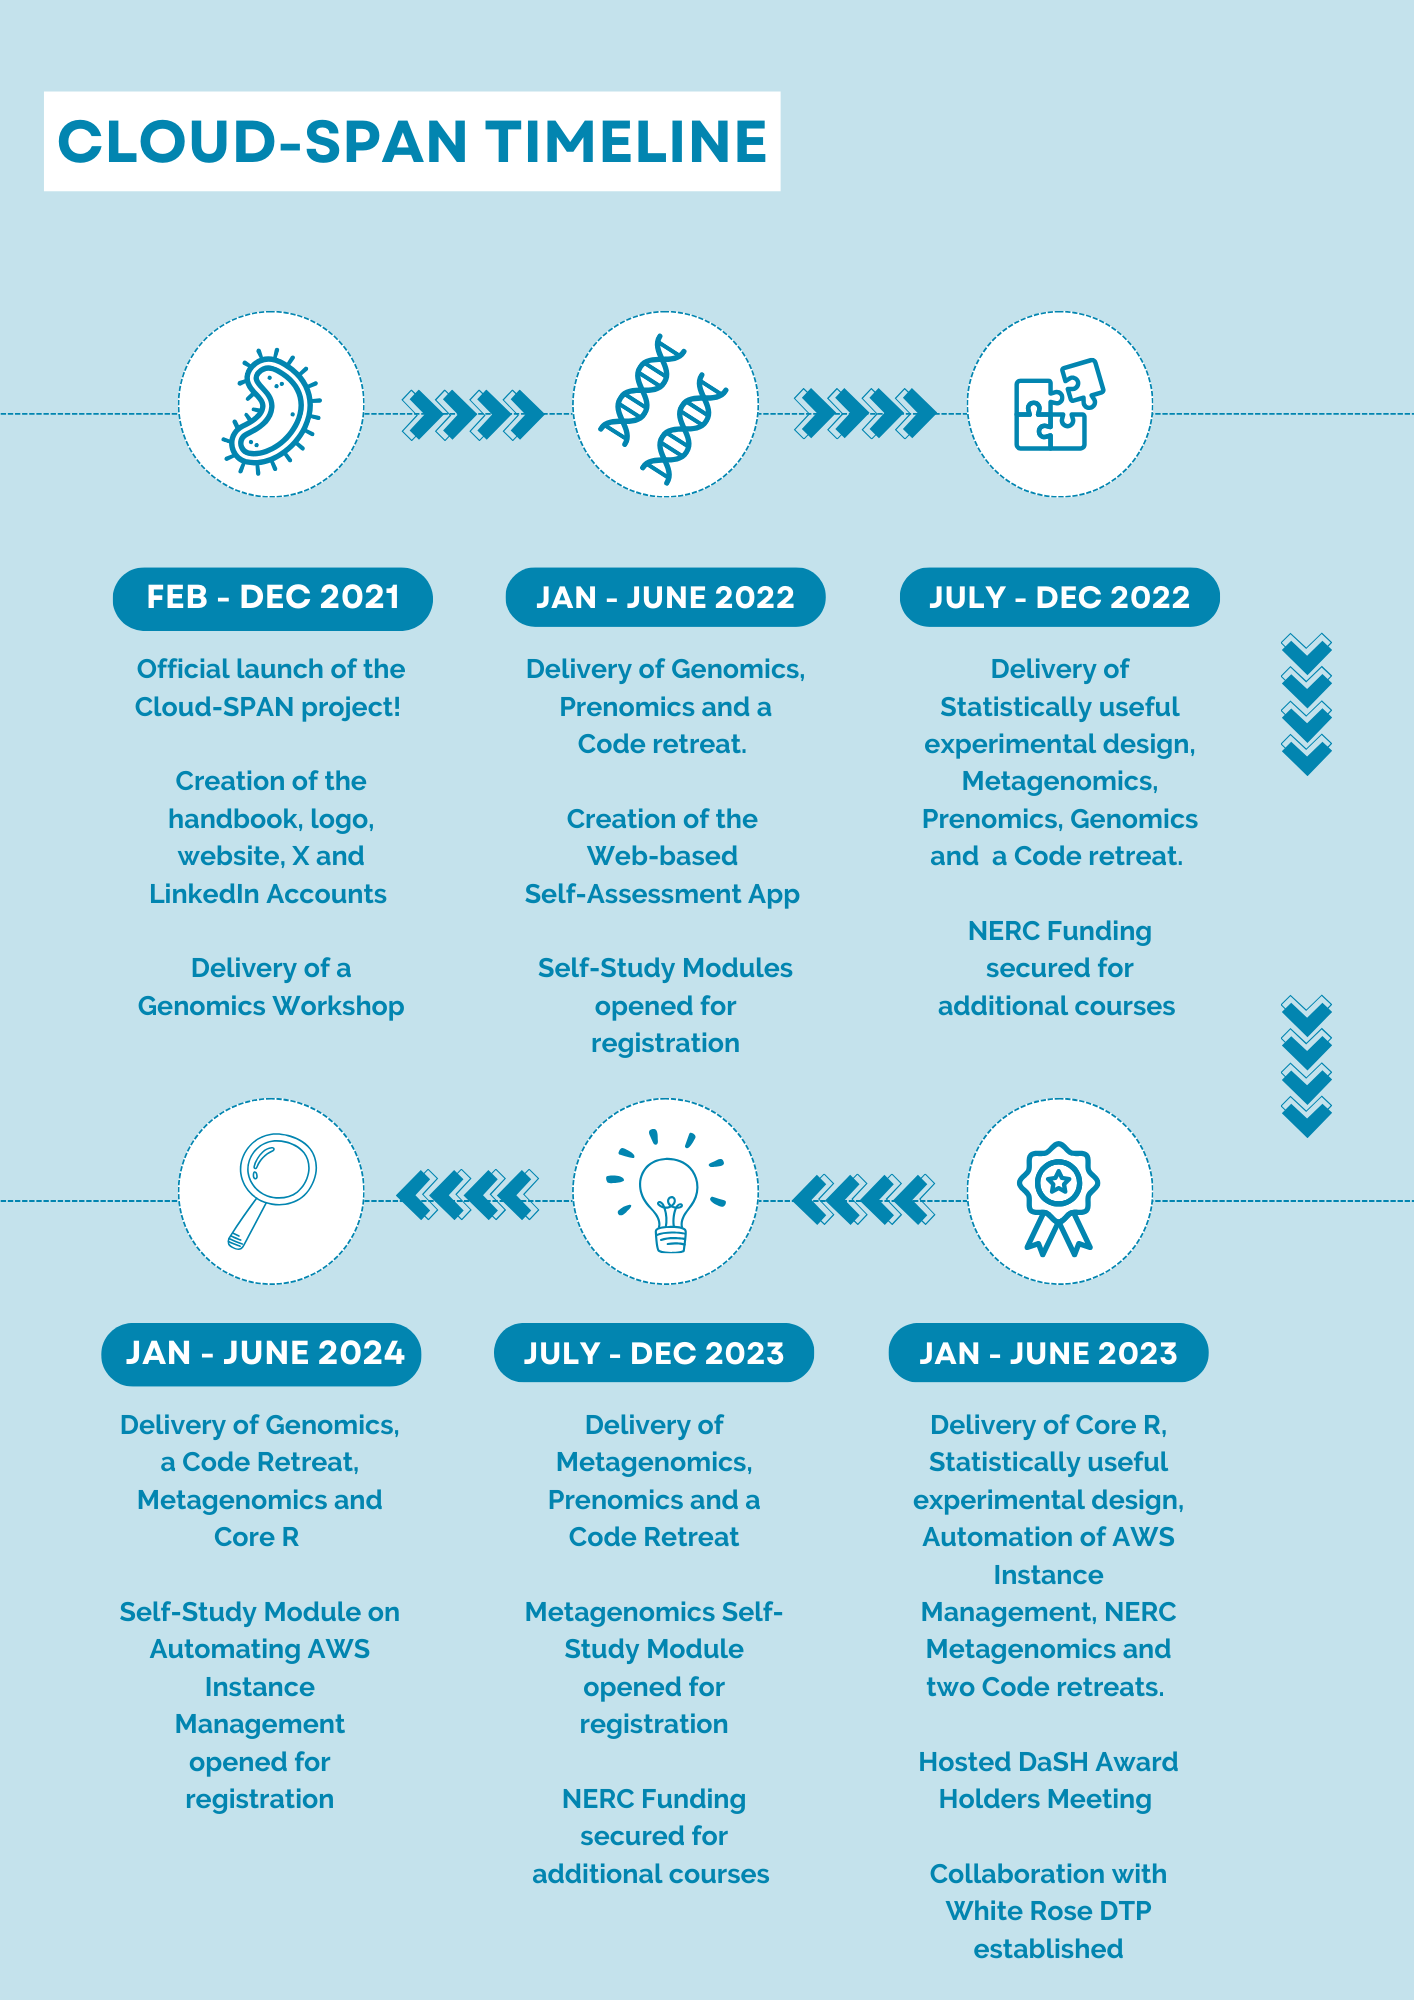 CLOUD-SPAN TIMELINE
FEB - DEC 2021
Official launch of the
Cloud-SPAN project!
Creation of the
handbook, logo,
website, X and
LinkedIn Accounts
Delivery of a
Genomics Workshop
JAN - JUNE 2022
Delivery of Genomics,
Prenomics and a
Code retreat.
Creation of the
Web-based
Self-Assessment App
Self-Study Modules
opened for
registration
JULY - DEC 2022
Delivery of
Statistically useful
experimental design,
Metagenomics,
Prenomics, Genomics
and  a Code retreat.
NERC Funding
secured for
additional courses
JAN - JUNE 2023
Delivery of Core R,
Statistically useful
experimental design,
Automation of AWS
Instance
Management, NERC
Metagenomics and
two Code retreats.
Hosted DaSH Award
Holders Meeting
Collaboration with
White Rose DTP
established
JULY - DEC 2023
Delivery of
Metagenomics,
Prenomics and a
Code Retreat
Metagenomics Self-
Study Module
opened for
registration
NERC Funding
secured for
additional courses
JAN - JUNE 2024
Delivery of Genomics,
a Code Retreat,
Metagenomics and
Core R
Self-Study Module on
Automating AWS
Instance
Management
opened for
registration